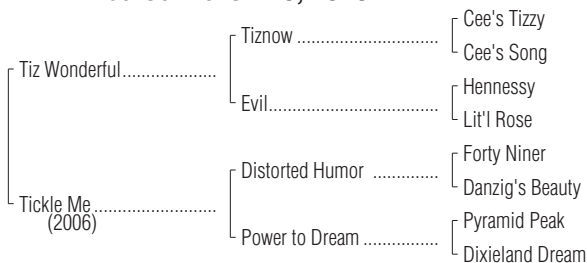 Cee's Tizzy
Tiznow
Cee's Song
Tiz Wonderful
Hennessy
Evil
Lit'l Rose
Forty Niner
Distorted Humor
Danzig's Beauty
Tickle Me
(2006)
Pyramid Peak
Power to Dream
Dixieland Dream